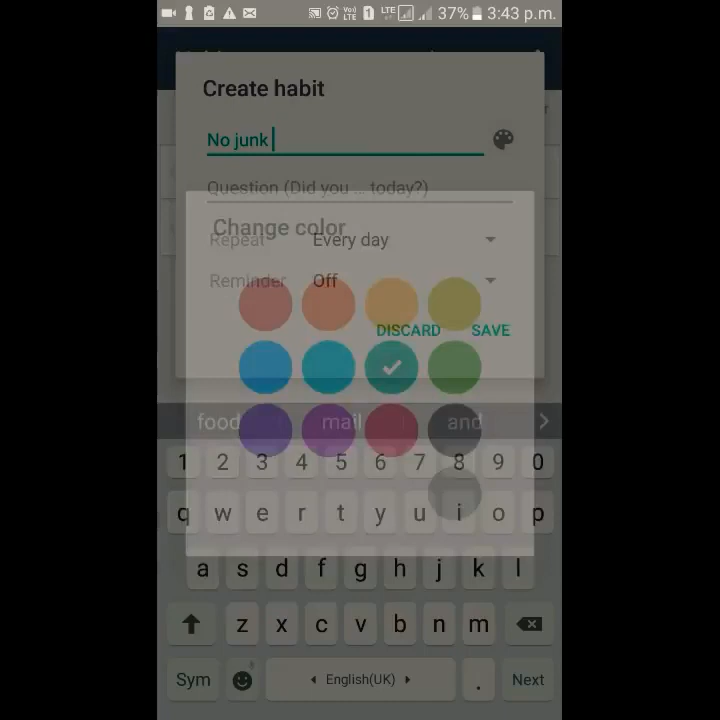 LTE 37% 3:43 p.m.
Create habit
No junk
Question (Did you ... today?)
Change color
Repeat Every day
Reminder Off
DISCARD SAVE
food mail and
1 2 3 4 5 6 7 8 9 0
q w e r t y u i o p
a s d f g h j k l
z x c v b n m
Sym English(UK) . Next